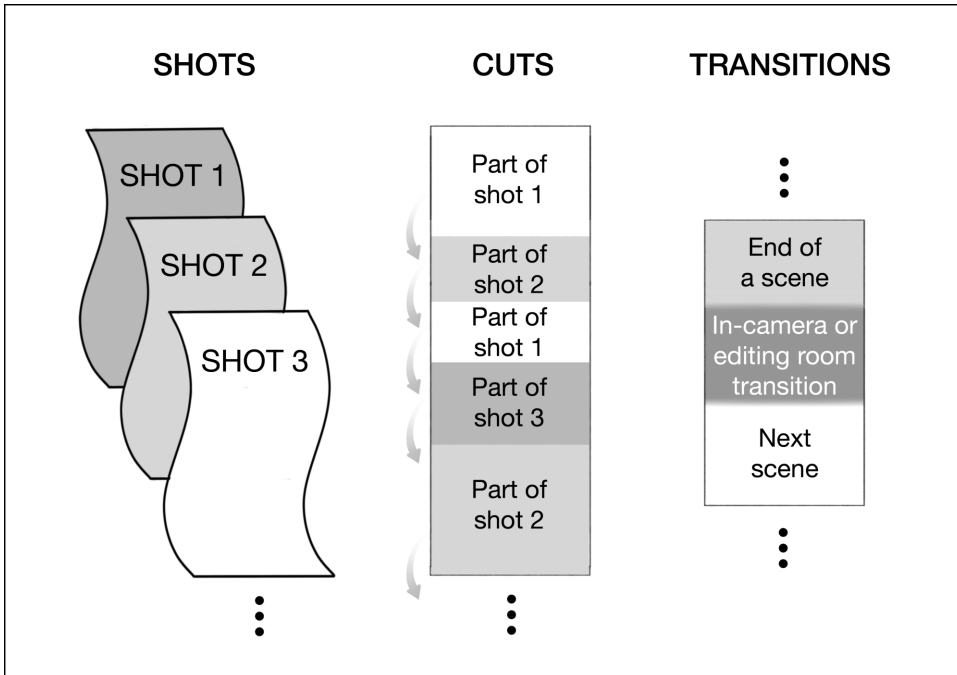 SHOTS
SHOT 1
SHOT 2
SHOT 3
CUTS
Part of
shot 1
Part of
shot 2
Part of
shot 1
Part of
shot 3
Part of
shot 2
TRANSITIONS
End of
a scene
In-camera or
editing room
transition
Next
scene